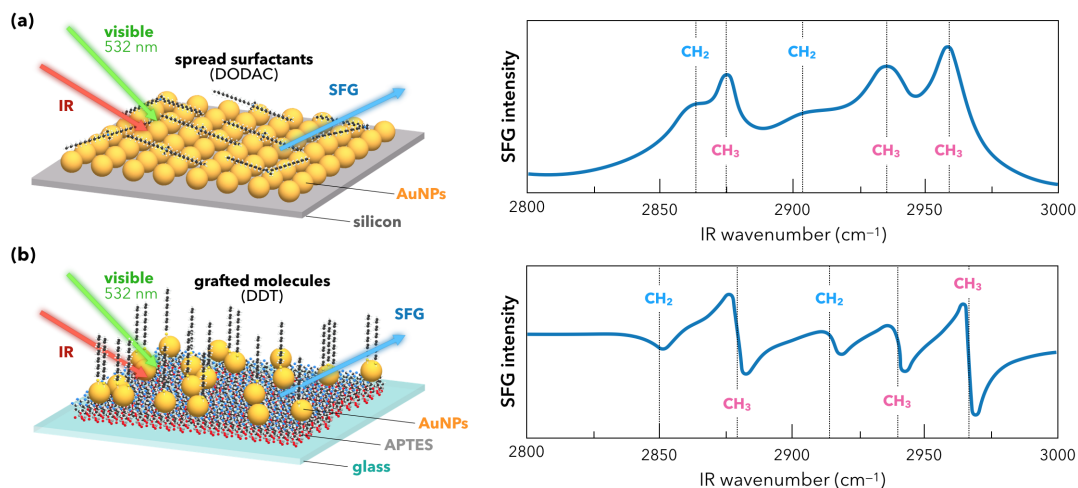 (a)
visible
532 nm
spread surfactants
(DODAC)
IR
SFG
AuNPs
silicon
SFG intensity
CH₂
CH₂
CH₃
CH₃
CH₃
2800
2850
2900
2950
3000
IR wavenumber (cm⁻¹)
(b)
visible
532 nm
grafted molecules
(DDT)
IR
SFG
AuNPs
APTES
glass
SFG intensity
CH₃
CH₂
CH₂
CH₃
CH₃
2800
2850
2900
2950
3000
IR wavenumber (cm⁻¹)